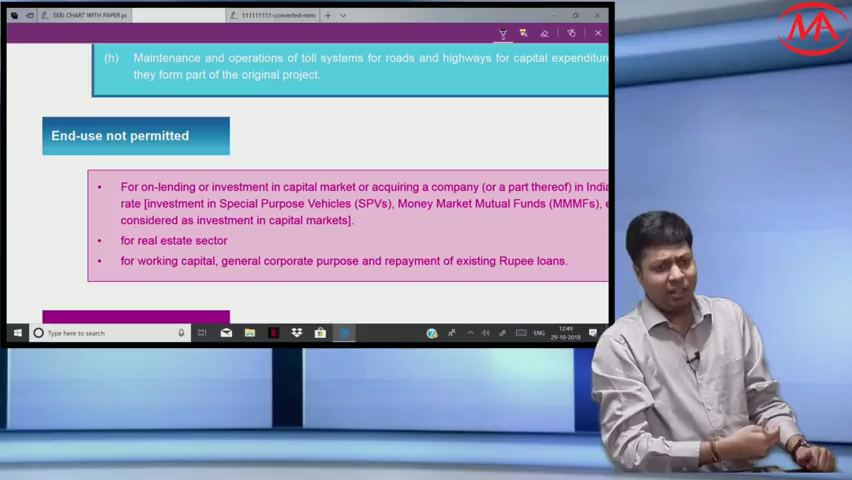 SEBI CHART WITH PAPER.pd
111111111-converted-mer
MA
(h) Maintenance and operations of toll systems for roads and highways for capital expenditure
they form part of the original project.
End-use not permitted
• For on-lending or investment in capital market or acquiring a company (or a part thereof) in India
rate [investment in Special Purpose Vehicles (SPVs), Money Market Mutual Funds (MMMFs), e
considered as investment in capital markets].
• for real estate sector
• for working capital, general corporate purpose and repayment of existing Rupee loans.
Type here to search
ENG
12:49
29-10-2018